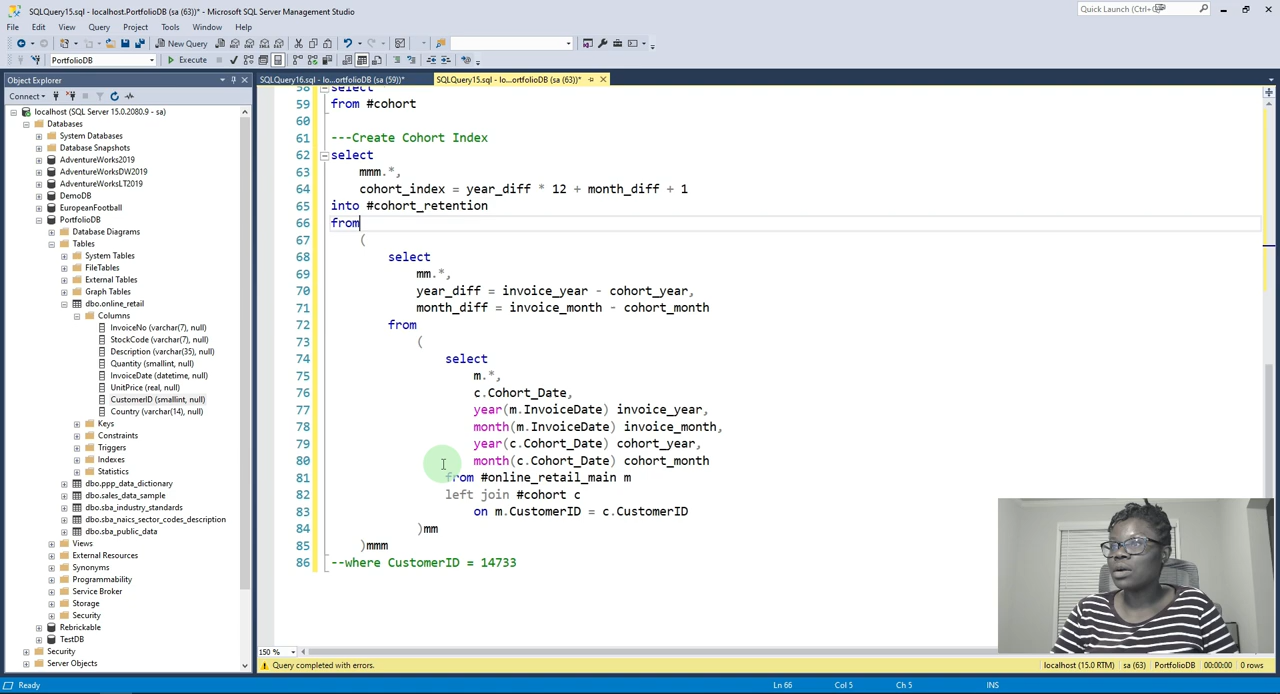 SQLQuery15.sql - localhost.PortfolioDB (sa (63))* - Microsoft SQL Server Management Studio
Quick Launch (Ctrl+
File Edit View Query Project Tools Window Help
New Query
PortfolioDB
Execute
Object Explorer
SQLQuery16.sql - lo...ortfolioDB (sa (59))*
SQLQuery15.sql - lo...ortfolioDB (sa (63))*
Connect
localhost (SQL Server 15.0.2080.9 - sa)
Databases
System Databases
Database Snapshots
AdventureWorks2019
AdventureWorksDW2019
AdventureWorksLT2019
DemoDB
EuropeanFootball
PortfolioDB
Database Diagrams
Tables
System Tables
FileTables
External Tables
Graph Tables
dbo.online_retail
Columns
InvoiceNo (varchar(7), null)
StockCode (varchar(7), null)
Description (varchar(35), null)
Quantity (smallint, null)
InvoiceDate (datetime, null)
UnitPrice (real, null)
CustomerID (smallint, null)
Country (varchar(14), null)
Keys
Constraints
Triggers
Indexes
Statistics
dbo.ppp_data_dictionary
dbo.sales_data_sample
dbo.sba_industry_standards
dbo.sba_naics_sector_codes_description
dbo.sba_public_data
Views
External Resources
Synonyms
Programmability
Service Broker
Storage
Security
Rebrickable
TestDB
Security
Server Objects
58 select
59 from #cohort
60
61 ---Create Cohort Index
62 select
63 mmm.*,
64 cohort_index = year_diff * 12 + month_diff + 1
65 into #cohort_retention
66 from
67 (
68 select
69 mm.*,
70 year_diff = invoice_year - cohort_year,
71 month_diff = invoice_month - cohort_month
72 from
73 (
74 select
75 m.*,
76 c.Cohort_Date,
77 year(m.InvoiceDate) invoice_year,
78 month(m.InvoiceDate) invoice_month,
79 year(c.Cohort_Date) cohort_year,
80 month(c.Cohort_Date) cohort_month
81 from #online_retail_main m
82 left join #cohort c
83 on m.CustomerID = c.CustomerID
84 )mm
85 )mmm
86 --where CustomerID = 14733
150 %
Query completed with errors.
localhost (15.0 RTM) sa (63) PortfolioDB 00:00:00 0 rows
Ready
Ln 66 Col 5 Ch 5 INS